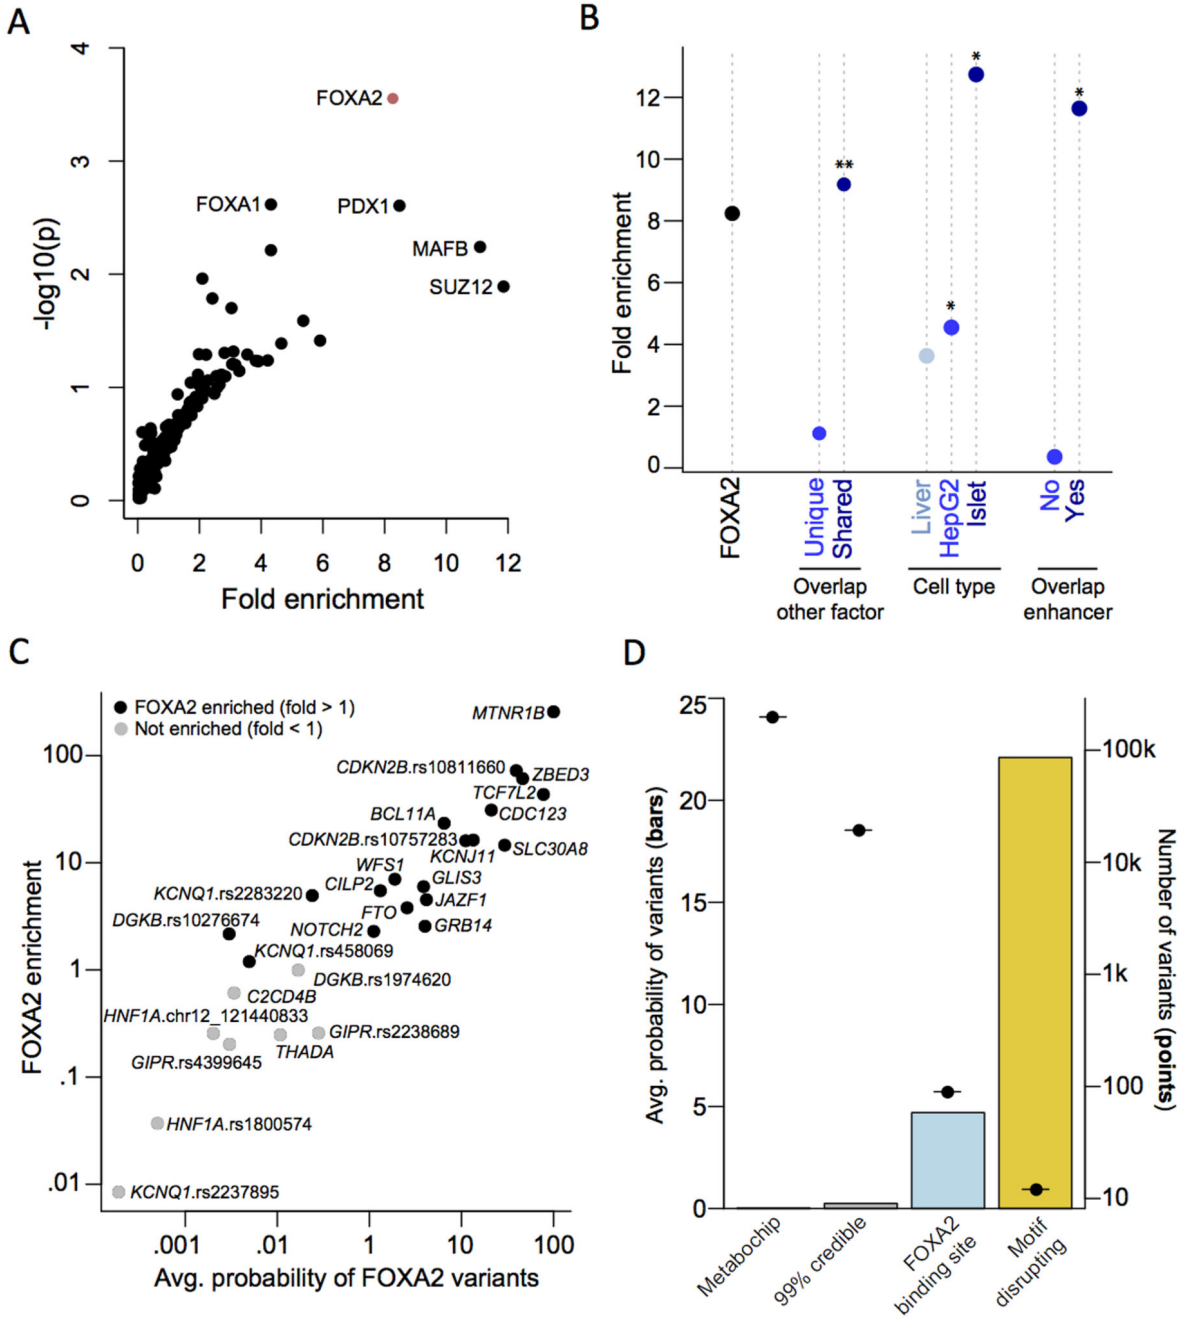 A
4
3
2
1
0
-log10(p)
FOXA2
FOXA1
PDX1
MAFB
SUZ12
0 2 4 6 8 10 12
Fold enrichment
B
12
10
8
6
4
2
0
Fold enrichment
**
*
*
*
FOXA2
Unique
Shared
Liver
HepG2
Islet
No
Yes
Overlap
other factor
Cell type
Overlap
enhancer
C
FOXA2 enriched (fold > 1)
Not enriched (fold < 1)
100
10
1
.1
.01
FOXA2 enrichment
MTNR1B
CDKN2B.rs10811660
ZBED3
TCF7L2
BCL11A
CDC123
CDKN2B.rs10757283
KCNJ11
SLC30A8
WFS1
CILP2
GLIS3
KCNQ1.rs2283220
JAZF1
FTO
DGKB.rs10276674
NOTCH2
GRB14
KCNQ1.rs458069
DGKB.rs1974620
C2CD4B
HNF1A.chr12_121440833
GIPR.rs2238689
THADA
GIPR.rs4399645
HNF1A.rs1800574
KCNQ1.rs2237895
.001 .01 1 10 100
Avg. probability of FOXA2 variants
D
25
20
15
10
5
0
Avg. probability of variants (bars)
100k
10k
1k
100
10
Number of variants (points)
Metabochip
99% credible
FOXA2
binding site
Motif
disrupting